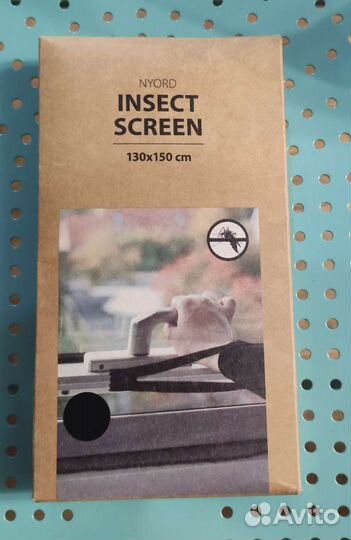 NYORD
INSECT
SCREEN
130x150 cm
Avito